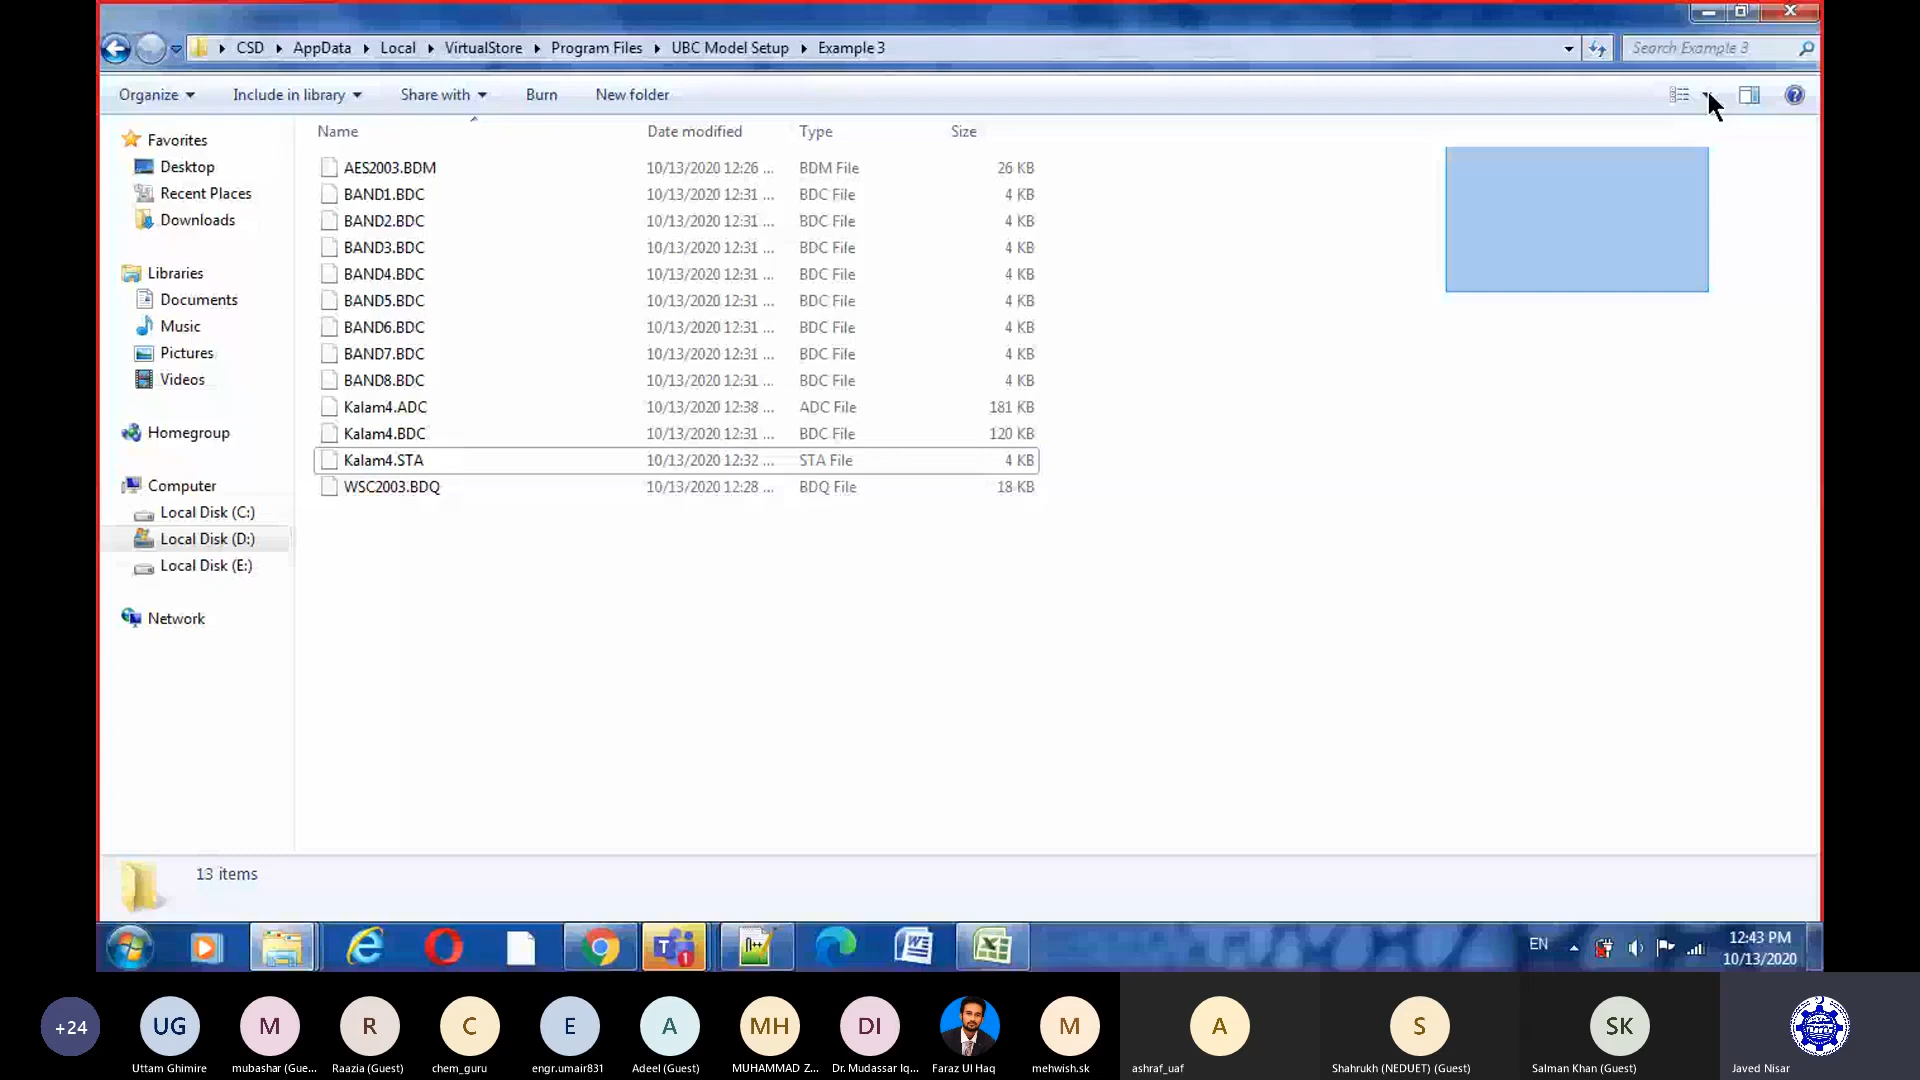 CSD AppData Local VirtualStore Program Files UBC Model Setup Example 3 Search Example 3
Organize Include in library Share with Burn New folder
Name Date modified Type Size
Favorites
Desktop
Recent Places
Downloads
Libraries
Documents
Music
Pictures
Videos
Homegroup
Computer
Local Disk (C:)
Local Disk (D:)
Local Disk (E:)
Network
AES2003.BDM 10/13/2020 12:26 ... BDM File 26 KB
BAND1.BDC 10/13/2020 12:31 ... BDC File 4 KB
BAND2.BDC 10/13/2020 12:31 ... BDC File 4 KB
BAND3.BDC 10/13/2020 12:31 ... BDC File 4 KB
BAND4.BDC 10/13/2020 12:31 ... BDC File 4 KB
BAND5.BDC 10/13/2020 12:31 ... BDC File 4 KB
BAND6.BDC 10/13/2020 12:31 ... BDC File 4 KB
BAND7.BDC 10/13/2020 12:31 ... BDC File 4 KB
BAND8.BDC 10/13/2020 12:31 ... BDC File 4 KB
Kalam4.ADC 10/13/2020 12:38 ... ADC File 181 KB
Kalam4.BDC 10/13/2020 12:31 ... BDC File 120 KB
Kalam4.STA 10/13/2020 12:32 ... STA File 4 KB
WSC2003.BDQ 10/13/2020 12:28 ... BDQ File 18 KB
13 items
EN
12:43 PM
10/13/2020
+24 UG M R C E A MH DI M A S SK
Uttam Ghimire mubashar (Gue... Raazia (Guest) chem_guru engr.umair831 Adeel (Guest) MUHAMMAD Z... Dr. Mudassar Iq... Faraz Ul Haq mehwish.sk ashraf_uaf Shahrukh (NEDUET) (Guest) Salman Khan (Guest) Javed Nisar